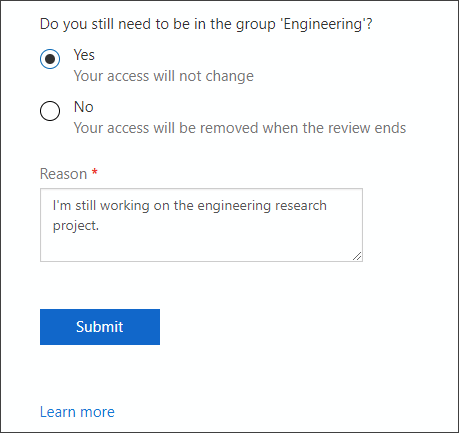 Do you still need to be in the group 'Engineering'?
Yes
Your access will not change
No
Your access will be removed when the review ends
Reason *
I'm still working on the engineering research
project.
Submit
Learn more